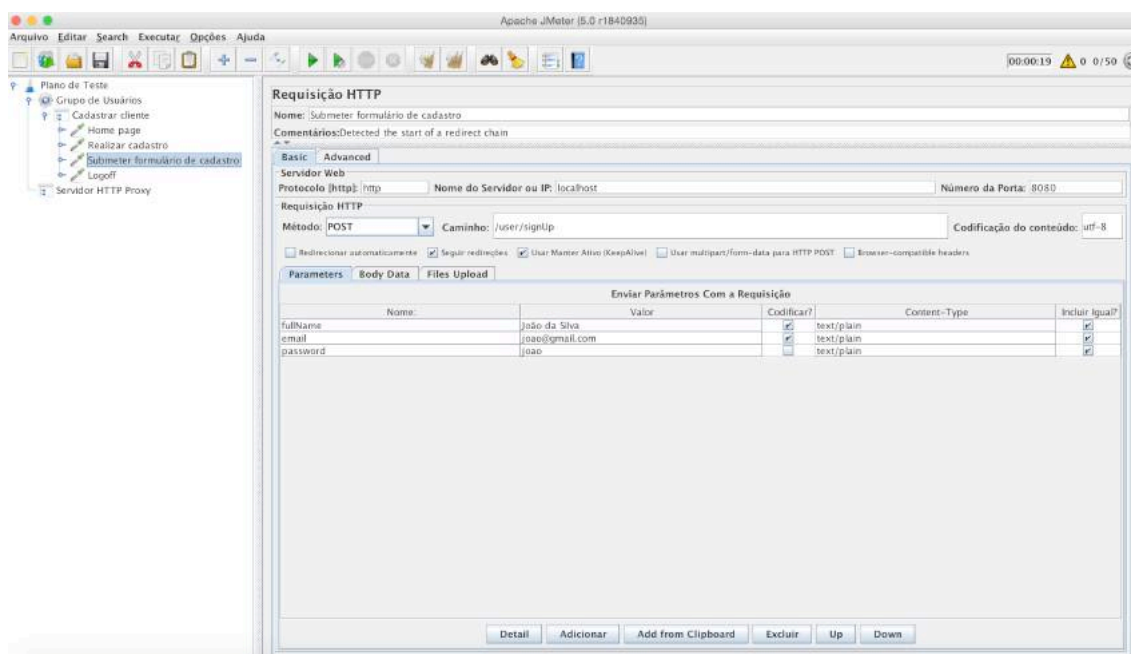 Apache JMeter (5.0 r1840935)
Arquivo Editar Search Executar Opções Ajuda
00:00:19 0 0/50
Plano de Teste
Grupo de Usuários
Cadastrar cliente
Home page
Realizar cadastro
Submeter formulário de cadastro
Logoff
Servidor HTTP Proxy
Requisição HTTP
Nome: Submeter formulário de cadastro
Comentários: Detected the start of a redirect chain
Basic Advanced
Servidor Web
Protocolo [http]: http Nome do Servidor ou IP: localhost Número da Porta: 8080
Requisição HTTP
Método: POST Caminho: /user/signUp Codificação do conteúdo: utf-8
Redirecionar automaticamente Seguir redireções Usar Manter Ativo (KeepAlive) Usar multipart/form-data para HTTP POST Browser-compatible headers
Parameters Body Data Files Upload
Enviar Parâmetros Com a Requisição
Nome: Valor Codificar? Content-Type Incluir Igual?
fullName João da Silva text/plain
email joao@gmail.com text/plain
password joao text/plain
Detail Adicionar Add from Clipboard Excluir Up Down